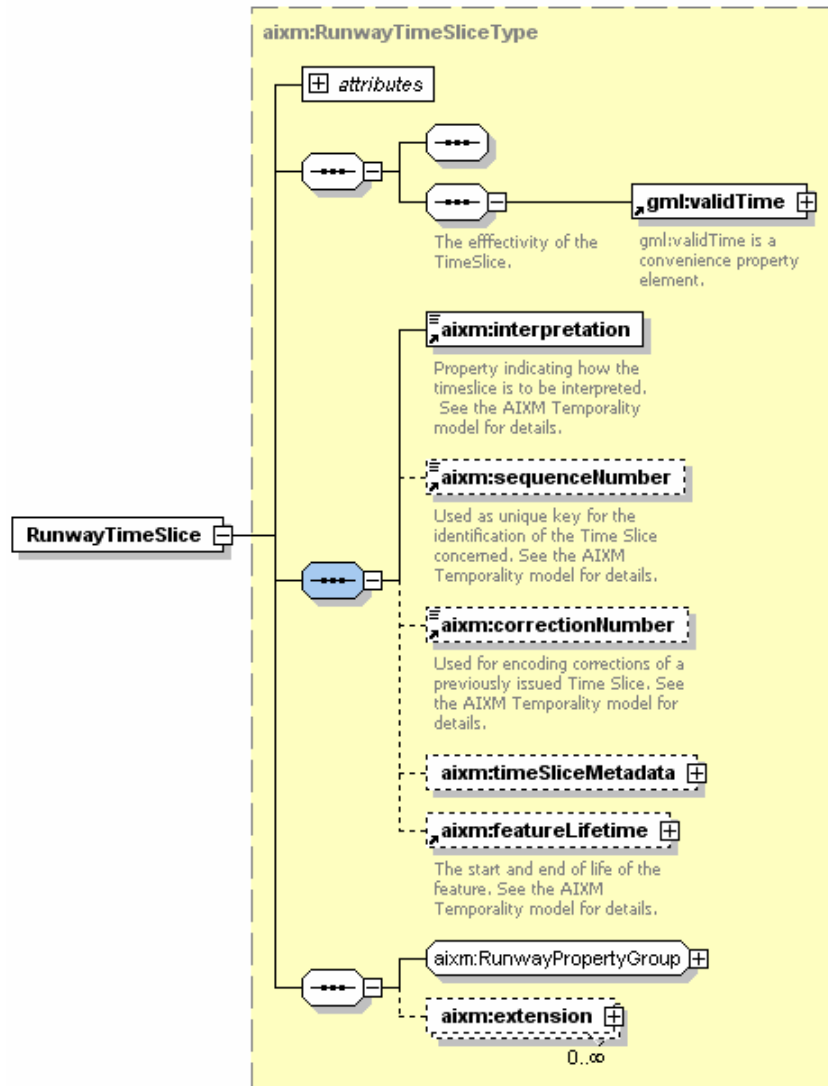 aixm:RunwayTimeSliceType
attributes
gml:validTime
The efffectivity of the
TimeSlice.
gml:validTime is a
convenience property
element.
aixm:interpretation
Property indicating how the
timeslice is to be interpreted.
See the AIXM Temporality
model for details.
aixm:sequenceNumber
Used as unique key for the
identification of the Time Slice
concerned. See the AIXM
Temporality model for details.
RunwayTimeSlice
aixm:correctionNumber
Used for encoding corrections of a
previously issued Time Slice. See
the AIXM Temporality model for
details.
aixm:timeSliceMetadata
aixm:featureLifetime
The start and end of life of the
feature. See the AIXM
Temporality model for details.
aixm:RunwayPropertyGroup
aixm:extension
0..∞